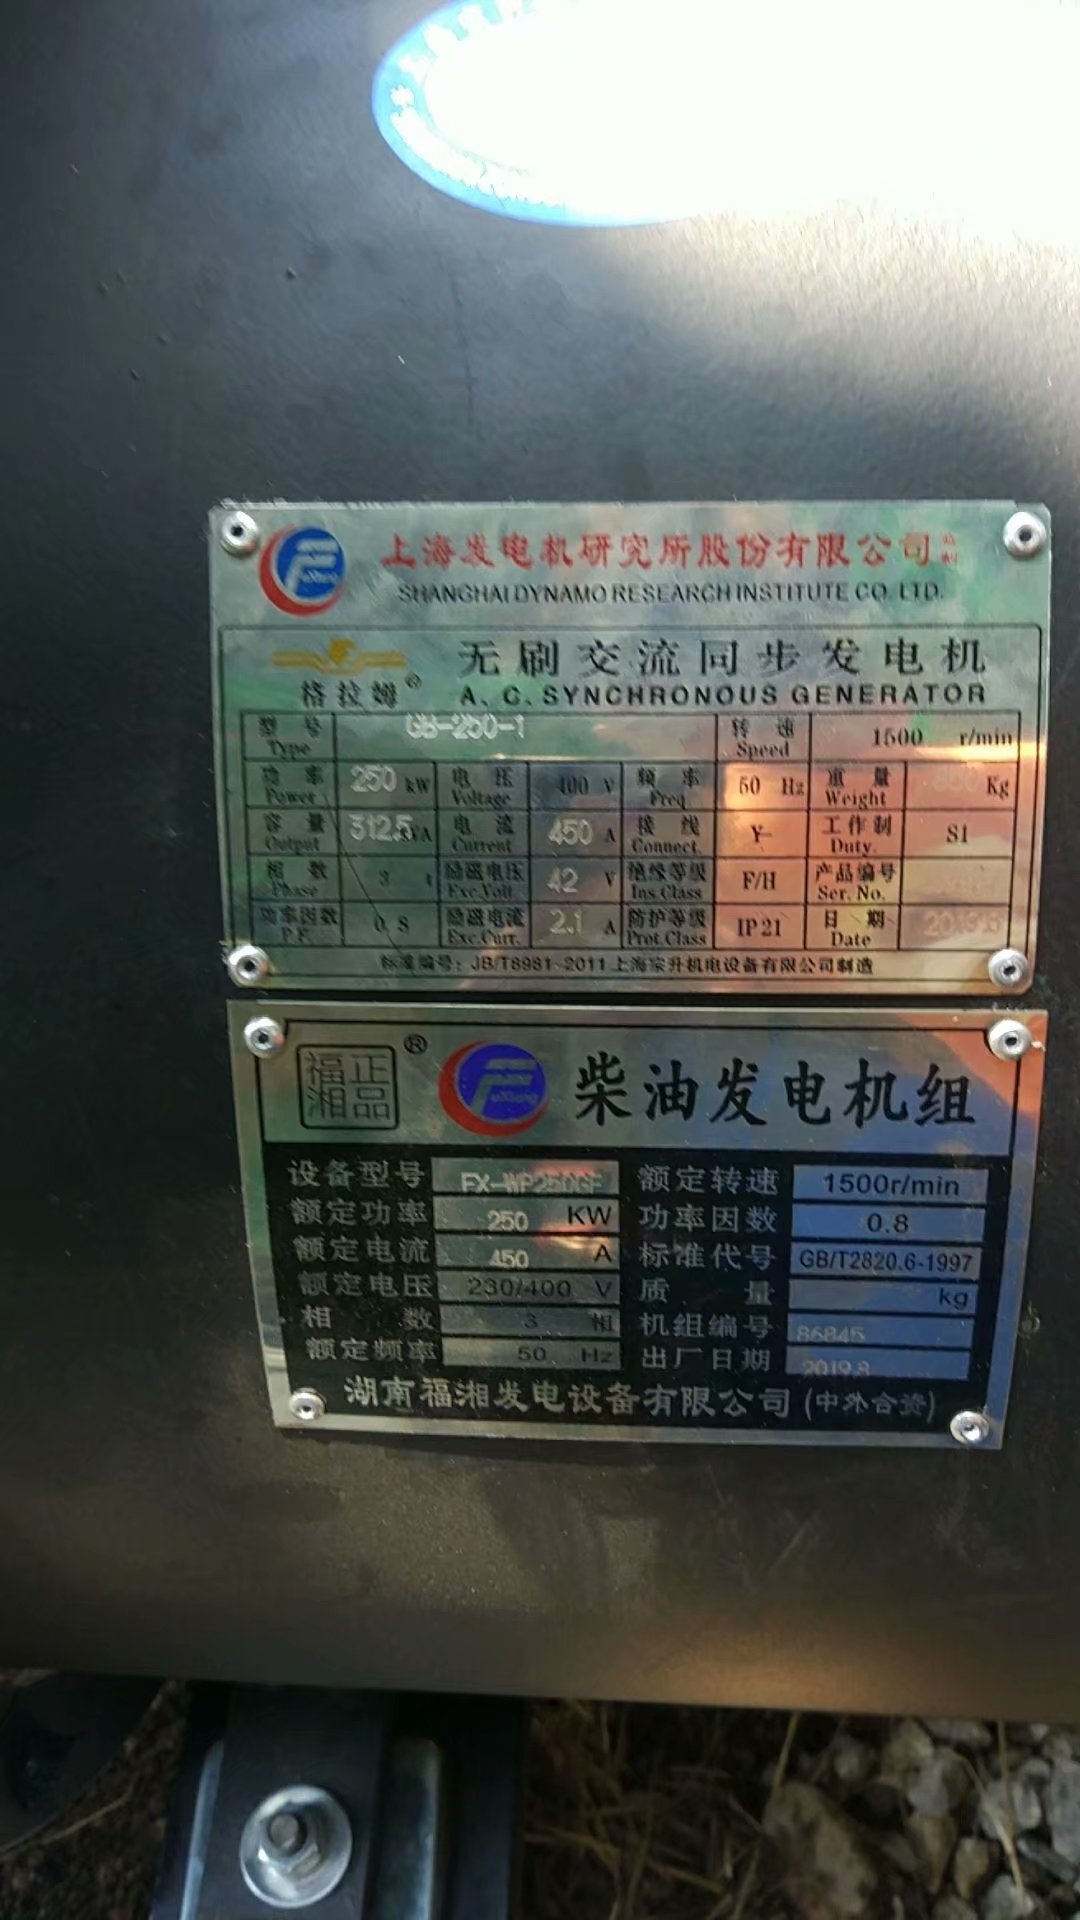 上海发电机研究所股份有限公司
SHANGHAI DYNAMO RESEARCH INSTITUTE CO. LTD.
格拉姆®
无刷交流同步发电机
A. C. SYNCHRONOUS GENERATOR
型号 Type GB-250-1 转速 Speed 1500 r/min
功率 Power 250 kW 电压 Voltage 400 V 频率 Freq 50 Hz 重量 Weight Kg
容量 Output 312.5 kVA 电流 Current 450 A 接线 Connect. Y- 工作制 Duty. S1
相数 Phase 3 励磁电压 Exc.Volt. 42 V 绝缘等级 Ins.Class F/H 产品编号 Ser. No.
功率因数 P.F. 0.8 励磁电流 Exc.Curr. 2.1 A 防护等级 Prot.Class IP 21 日期 Date
标准编号：JB/T8981-2011 上海宗升机电设备有限公司制造
福湘 正品 ®
柴油发电机组
设备型号 FX-WP250GF 额定转速 1500r/min
额定功率 250 KW 功率因数 0.8
额定电流 450 A 标准代号 GB/T2820.6-1997
额定电压 230/400 V 质量 kg
相数 3 相 机组编号 86845
额定频率 50 Hz 出厂日期 2019.8
湖南福湘发电设备有限公司(中外合资)